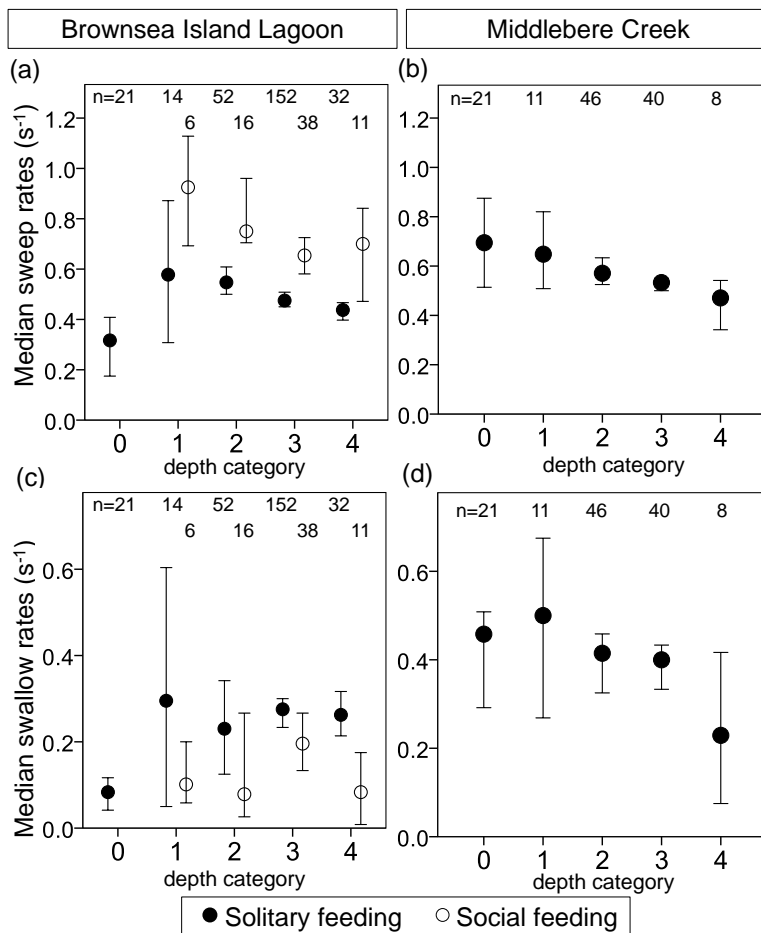 Brownsea Island Lagoon
Middlebere Creek
(a)
n=21 14 52 152 32
6 16 38 11
Median sweep rates (s⁻¹)
1.2
1.0
0.8
0.6
0.4
0.2
0.0
0 1 2 3 4
depth category
(b)
n=21 11 46 40 8
1.2
1.0
0.8
0.6
0.4
0.2
0.0
0 1 2 3 4
depth category
(c)
n=21 14 52 152 32
6 16 38 11
Median swallow rates (s⁻¹)
0.6
0.4
0.2
0.0
0 1 2 3 4
depth category
(d)
n=21 11 46 40 8
0.6
0.4
0.2
0.0
0 1 2 3 4
depth category
Solitary feeding Social feeding